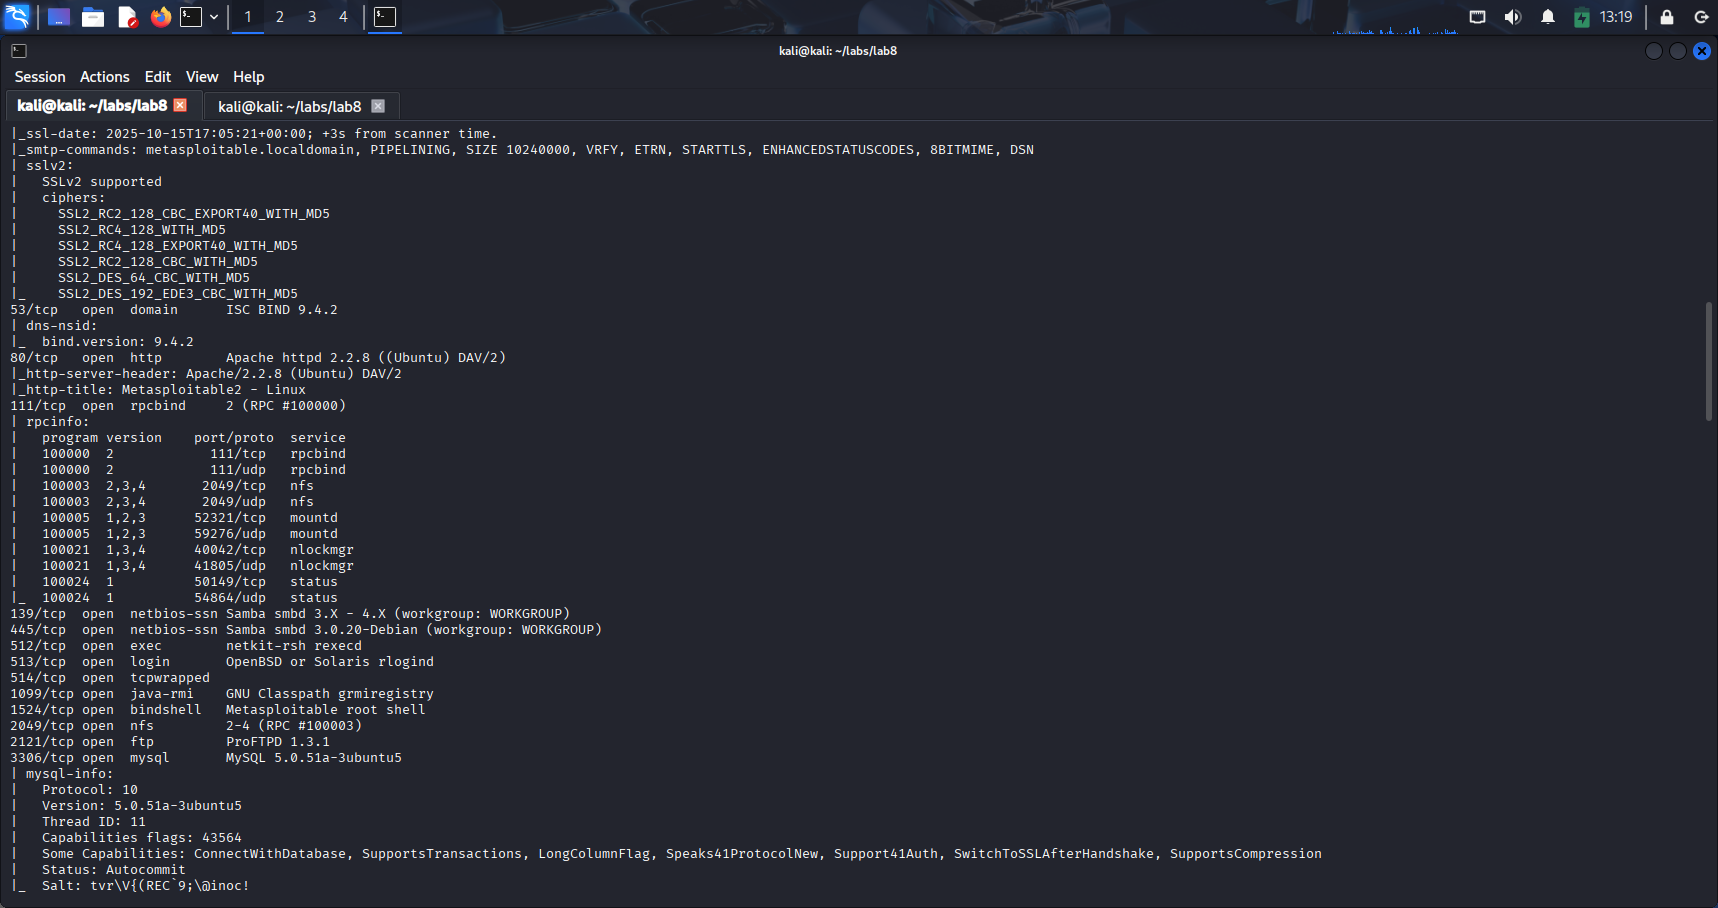 1 2 3 4 13:19
kali@kali: ~/labs/lab8
Session Actions Edit View Help
kali@kali: ~/labs/lab8 kali@kali: ~/labs/lab8
|_ssl-date: 2025-10-15T17:05:21+00:00; +3s from scanner time.
|_smtp-commands: metasploitable.localdomain, PIPELINING, SIZE 10240000, VRFY, ETRN, STARTTLS, ENHANCEDSTATUSCODES, 8BITMIME, DSN
| sslv2:
|   SSLv2 supported
|   ciphers:
|     SSL2_RC2_128_CBC_EXPORT40_WITH_MD5
|     SSL2_RC4_128_WITH_MD5
|     SSL2_RC4_128_EXPORT40_WITH_MD5
|     SSL2_RC2_128_CBC_WITH_MD5
|     SSL2_DES_64_CBC_WITH_MD5
|_    SSL2_DES_192_EDE3_CBC_WITH_MD5
53/tcp   open  domain      ISC BIND 9.4.2
| dns-nsid:
|_  bind.version: 9.4.2
80/tcp   open  http        Apache httpd 2.2.8 ((Ubuntu) DAV/2)
|_http-server-header: Apache/2.2.8 (Ubuntu) DAV/2
|_http-title: Metasploitable2 - Linux
111/tcp  open  rpcbind     2 (RPC #100000)
| rpcinfo:
|   program version    port/proto  service
|   100000  2            111/tcp  rpcbind
|   100000  2            111/udp  rpcbind
|   100003  2,3,4       2049/tcp  nfs
|   100003  2,3,4       2049/udp  nfs
|   100005  1,2,3      52321/tcp  mountd
|   100005  1,2,3      59276/udp  mountd
|   100021  1,3,4      40042/tcp  nlockmgr
|   100021  1,3,4      41805/udp  nlockmgr
|   100024  1          50149/tcp  status
|_  100024  1          54864/udp  status
139/tcp  open  netbios-ssn Samba smbd 3.X - 4.X (workgroup: WORKGROUP)
445/tcp  open  netbios-ssn Samba smbd 3.0.20-Debian (workgroup: WORKGROUP)
512/tcp  open  exec        netkit-rsh rexecd
513/tcp  open  login       OpenBSD or Solaris rlogind
514/tcp  open  tcpwrapped
1099/tcp open  java-rmi    GNU Classpath grmiregistry
1524/tcp open  bindshell   Metasploitable root shell
2049/tcp open  nfs         2-4 (RPC #100003)
2121/tcp open  ftp         ProFTPD 1.3.1
3306/tcp open  mysql       MySQL 5.0.51a-3ubuntu5
| mysql-info:
|   Protocol: 10
|   Version: 5.0.51a-3ubuntu5
|   Thread ID: 11
|   Capabilities flags: 43564
|   Some Capabilities: ConnectWithDatabase, SupportsTransactions, LongColumnFlag, Speaks41ProtocolNew, Support41Auth, SwitchToSSLAfterHandshake, SupportsCompression
|   Status: Autocommit
|_  Salt: tvr\V{(REC`9;\@inoc!